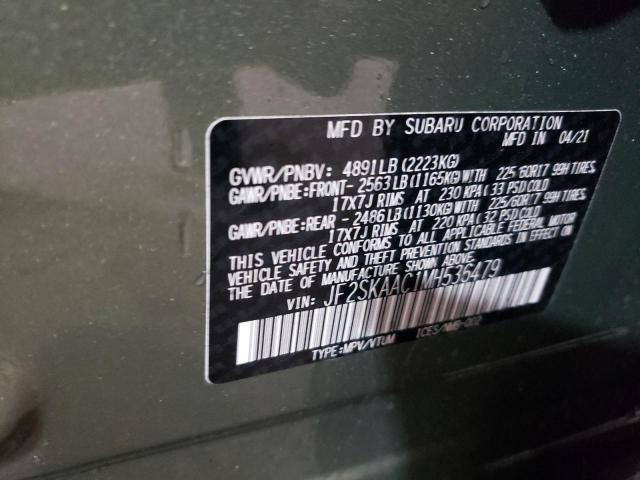 MFD BY SUBARU CORPORATION
MFD IN 04/21
GVWR/PNBV: 4891LB (2223KG)
GAWR/PNBE:FRONT- 2563LB(1165KG)WITH 225/60R17 99H TIRES
17X7J RIMS AT 230 KPA(33 PSI)COLD
GAWR/PNBE:REAR - 2486LB(1130KG)WITH 225/60R17 99H TIRES
17X7J RIMS AT 220 KPA(32 PSI)COLD
THIS VEHICLE CONFORMS TO ALL APPLICABLE FEDERAL MOTOR
VEHICLE SAFETY AND THEFT PREVENTION STANDARDS IN EFFECT ON
THE DATE OF MANUFACTURE SHOWN ABOVE.
VIN: JF2SKAAC1MH536479
TYPE:MPV/VTUM ICES/NMB-002